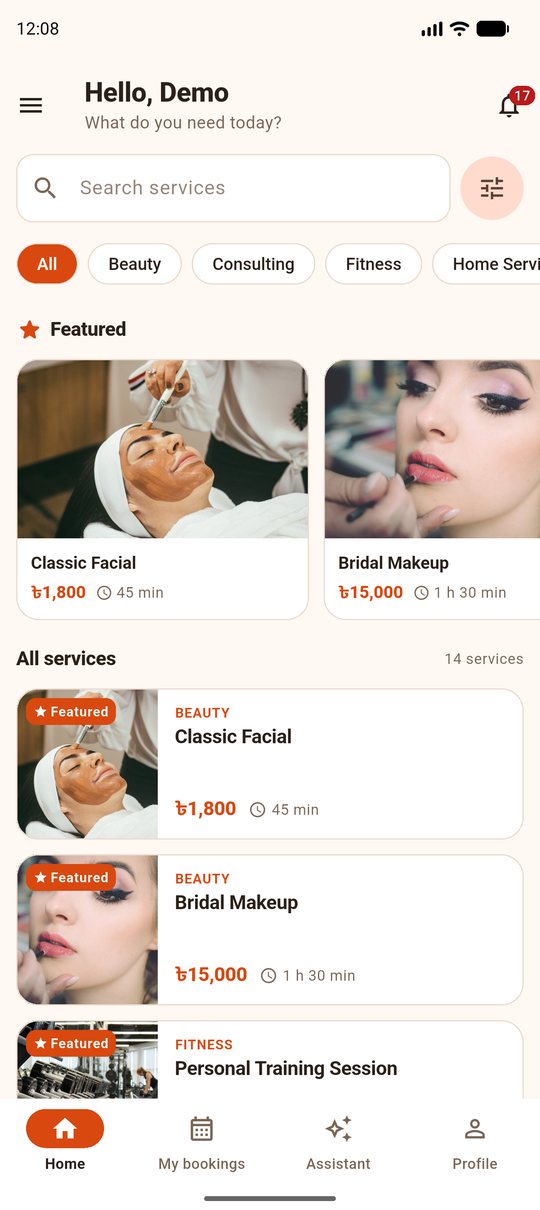 12:08
Hello, Demo
17
What do you need today?
Search services
All
Beauty
Consulting
Fitness
Home Servi
Featured
Classic Facial
৳1,800
45 min
Bridal Makeup
৳15,000
1 h 30 min
All services
14 services
Featured
BEAUTY
Classic Facial
৳1,800
45 min
Featured
BEAUTY
Bridal Makeup
৳15,000
1 h 30 min
Featured
FITNESS
Personal Training Session
Home
My bookings
Assistant
Profile